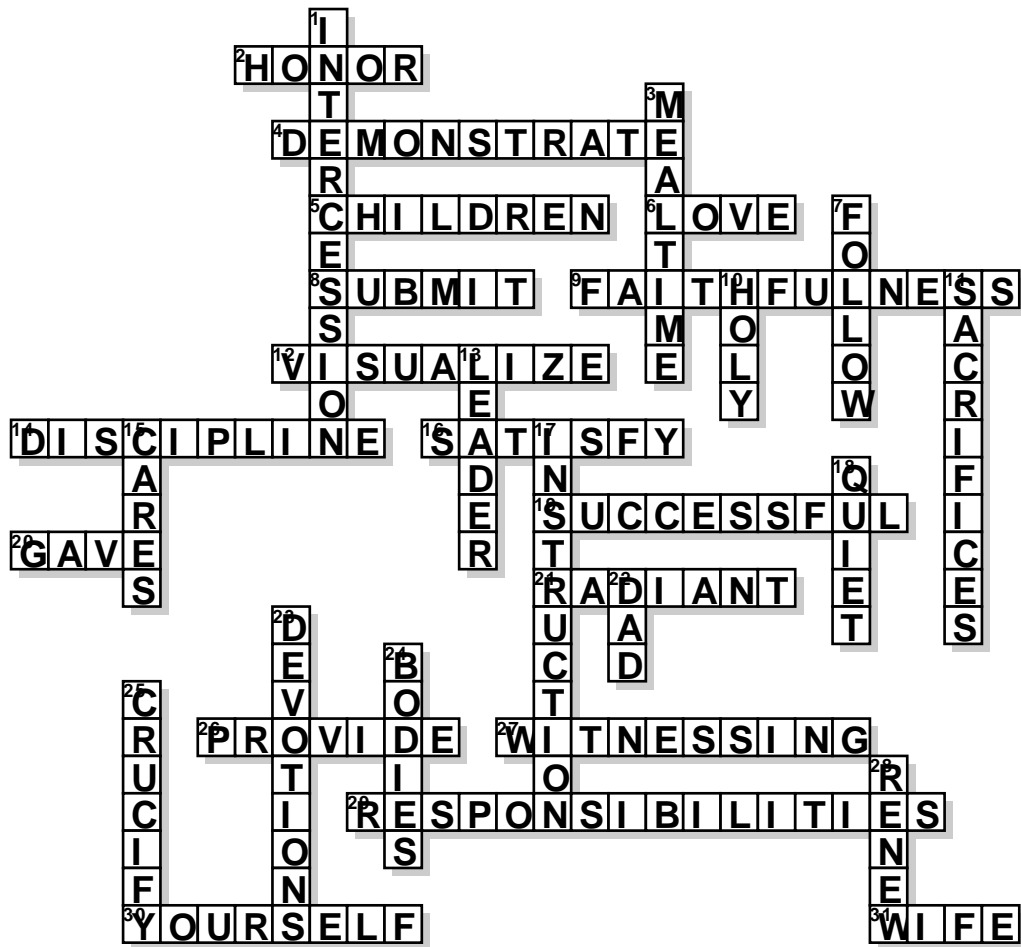 1 INTERCESSION
2 HONOR
3 MEALTIME
4 DEMONSTRATE
5 CHILDREN
6 LOVE
7 FOLLOW
8 SUBMIT
9 FAITHFULNESS
10 HOLY
11 SACRIFICES
12 VISUALIZE
13 LEADER
14 DISCIPLINE
15 CARES
16 SATISFY
17 INSTRUCTION
18 QUIET
19 SUCCESSFUL
20 GAVE
21 RADIANT
22 DAD
23 DEVOTIONS
24 BODIES
25 CRUCIFY
26 PROVIDE
27 WITNESSING
28 RENEW
29 RESPONSIBILITIES
30 YOURSELF
31 WIFE